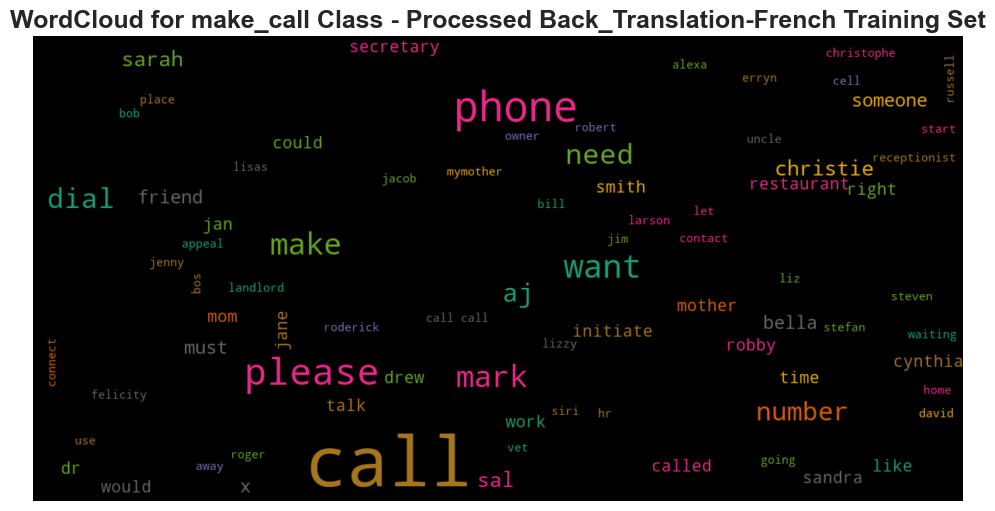 WordCloud for make_call Class - Processed Back_Translation-French Training Set
secretary
sarah
christophe
alexa
erryn
cell
russell
place
bob
phone
someone
owner
robert
start
could
uncle
need
receptionist
lisas
christie
mymother
jacob
smith
restaurant
right
dial
friend
bill
let
larson
jan
make
appeal
jim
contact
jenny
want
bos
landlord
aj
liz
steven
mom
jane
roderick
call call
mother
initiate
bella
stefan
waiting
must
lizzy
robby
connect
please
drew
mark
time
cynthia
felicity
home
talk
siri
hr
number
david
work
use
vet
roger
call
dr
away
called
going
like
would
x
sal
sandra